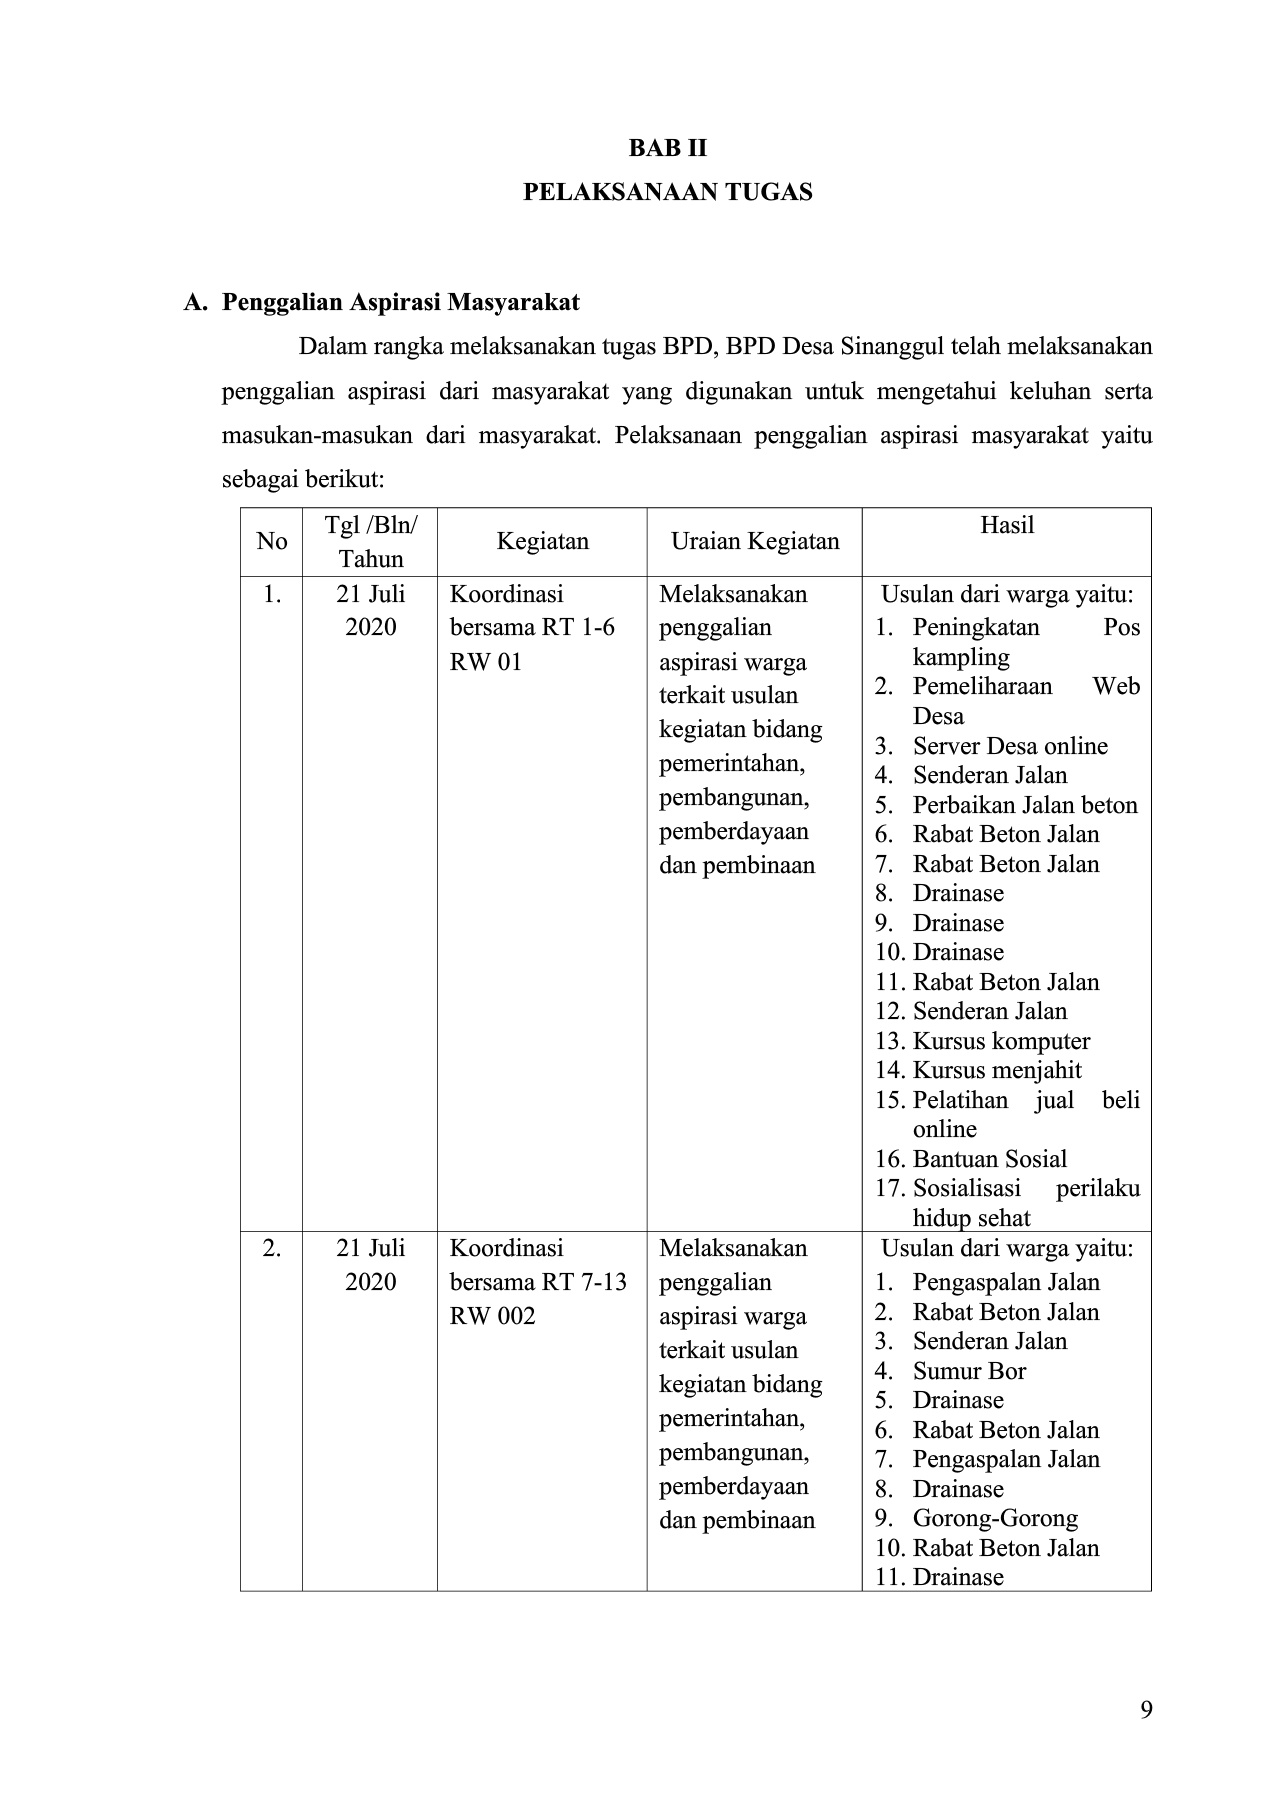 BAB II
PELAKSANAAN TUGAS
A. Penggalian Aspirasi Masyarakat
Dalam rangka melaksanakan tugas BPD, BPD Desa Sinanggul telah melaksanakan
penggalian aspirasi dari masyarakat yang digunakan untuk mengetahui keluhan serta
masukan-masukan dari masyarakat. Pelaksanaan penggalian aspirasi masyarakat yaitu
sebagai berikut:
No
Tgl /Bln/
Tahun
Kegiatan
Uraian Kegiatan
Hasil
1.
21 Juli
2020
Koordinasi
bersama RT 1-6
RW 01
Melaksanakan
penggalian
aspirasi warga
terkait usulan
kegiatan bidang
pemerintahan,
pembangunan,
pemberdayaan
dan pembinaan
Usulan dari warga yaitu:
1. Peningkatan Pos
kampling
2. Pemeliharaan Web
Desa
3. Server Desa online
4. Senderan Jalan
5. Perbaikan Jalan beton
6. Rabat Beton Jalan
7. Rabat Beton Jalan
8. Drainase
9. Drainase
10. Drainase
11. Rabat Beton Jalan
12. Senderan Jalan
13. Kursus komputer
14. Kursus menjahit
15. Pelatihan jual beli
online
16. Bantuan Sosial
17. Sosialisasi perilaku
hidup sehat
2.
21 Juli
2020
Koordinasi
bersama RT 7-13
RW 002
Melaksanakan
penggalian
aspirasi warga
terkait usulan
kegiatan bidang
pemerintahan,
pembangunan,
pemberdayaan
dan pembinaan
Usulan dari warga yaitu:
1. Pengaspalan Jalan
2. Rabat Beton Jalan
3. Senderan Jalan
4. Sumur Bor
5. Drainase
6. Rabat Beton Jalan
7. Pengaspalan Jalan
8. Drainase
9. Gorong-Gorong
10. Rabat Beton Jalan
11. Drainase
9